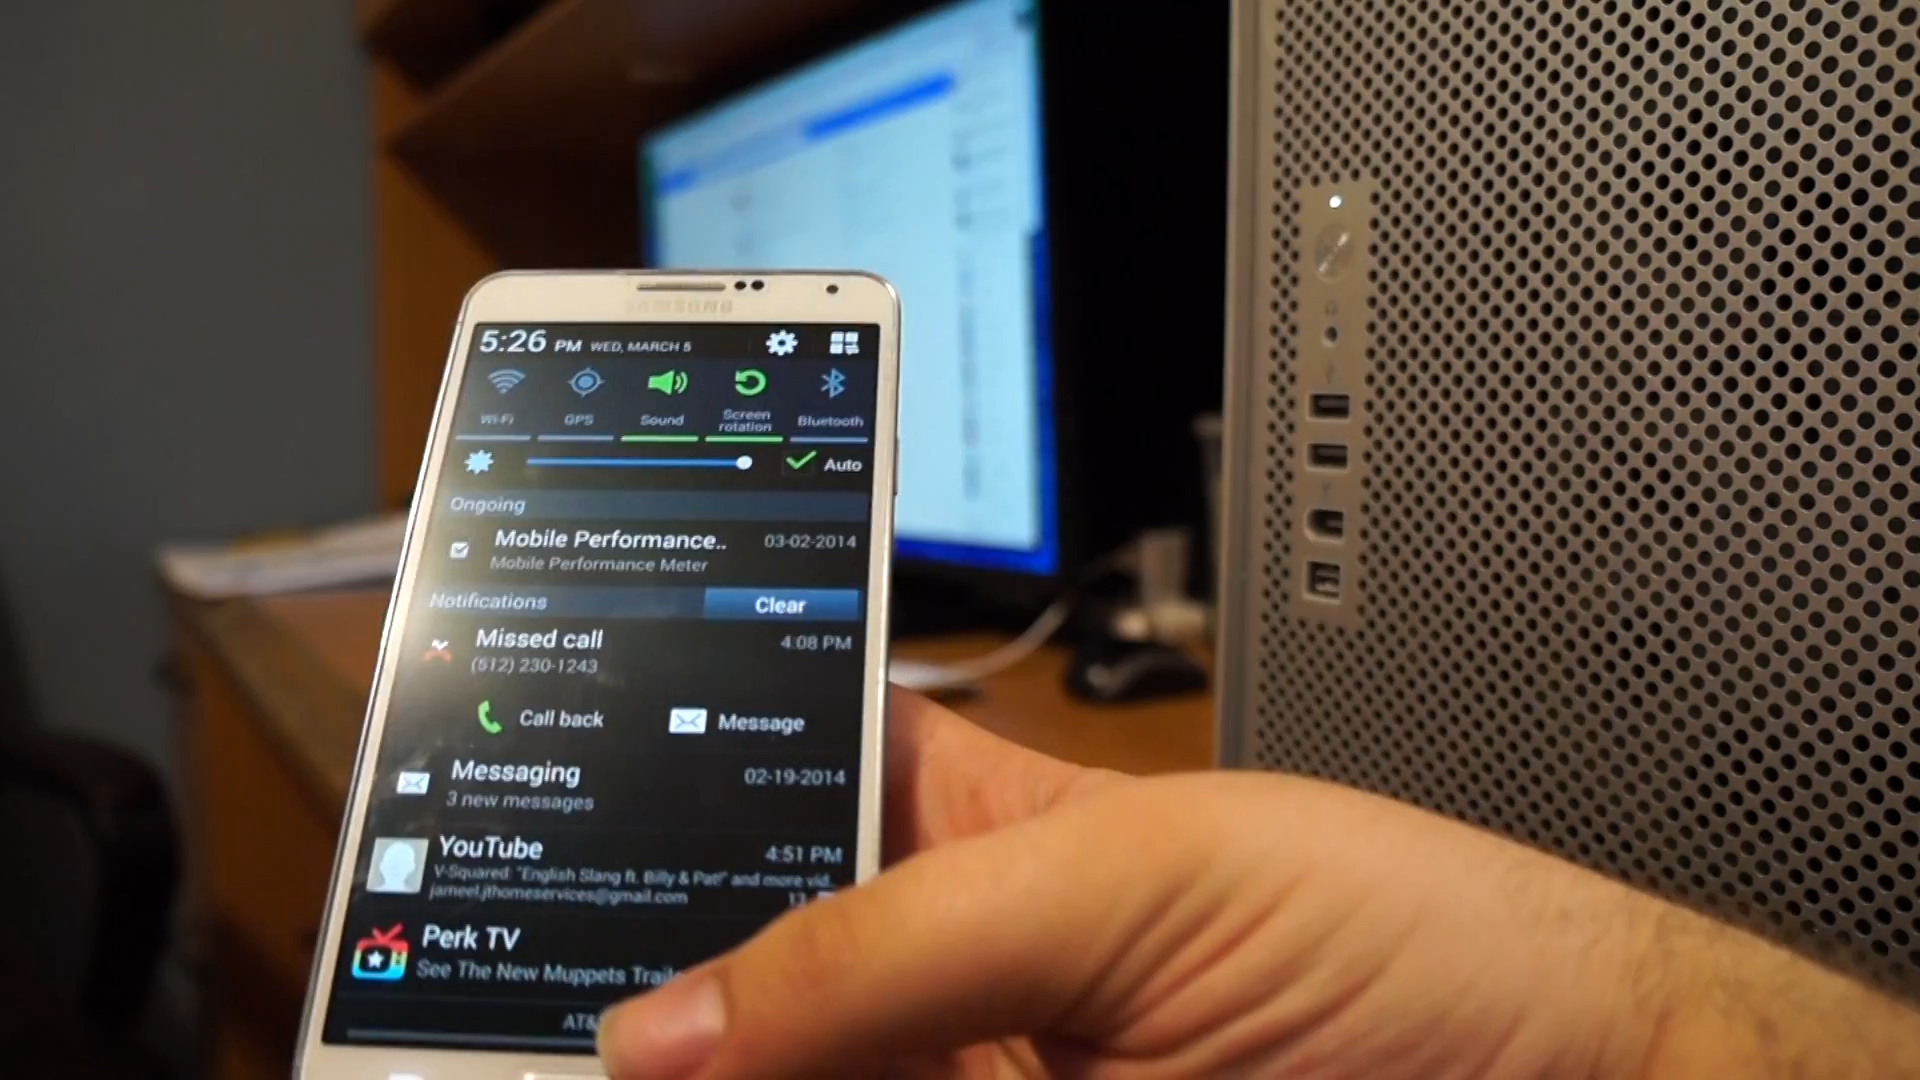 SAMSUNG
5:26 PM WED, MARCH 5
Wi-Fi GPS Sound Screen rotation Bluetooth
Auto
Ongoing
Mobile Performance.. 03-02-2014
Mobile Performance Meter
Notifications Clear
Missed call 4:08 PM
(512) 230-1243
Call back Message
Messaging 02-19-2014
3 new messages
YouTube 4:51 PM
V-Squared: "English Slang ft. Billy & Pat!" and more vid..
jameel.jthomeservices@gmail.com 13
Perk TV
See The New Muppets Traile
AT&